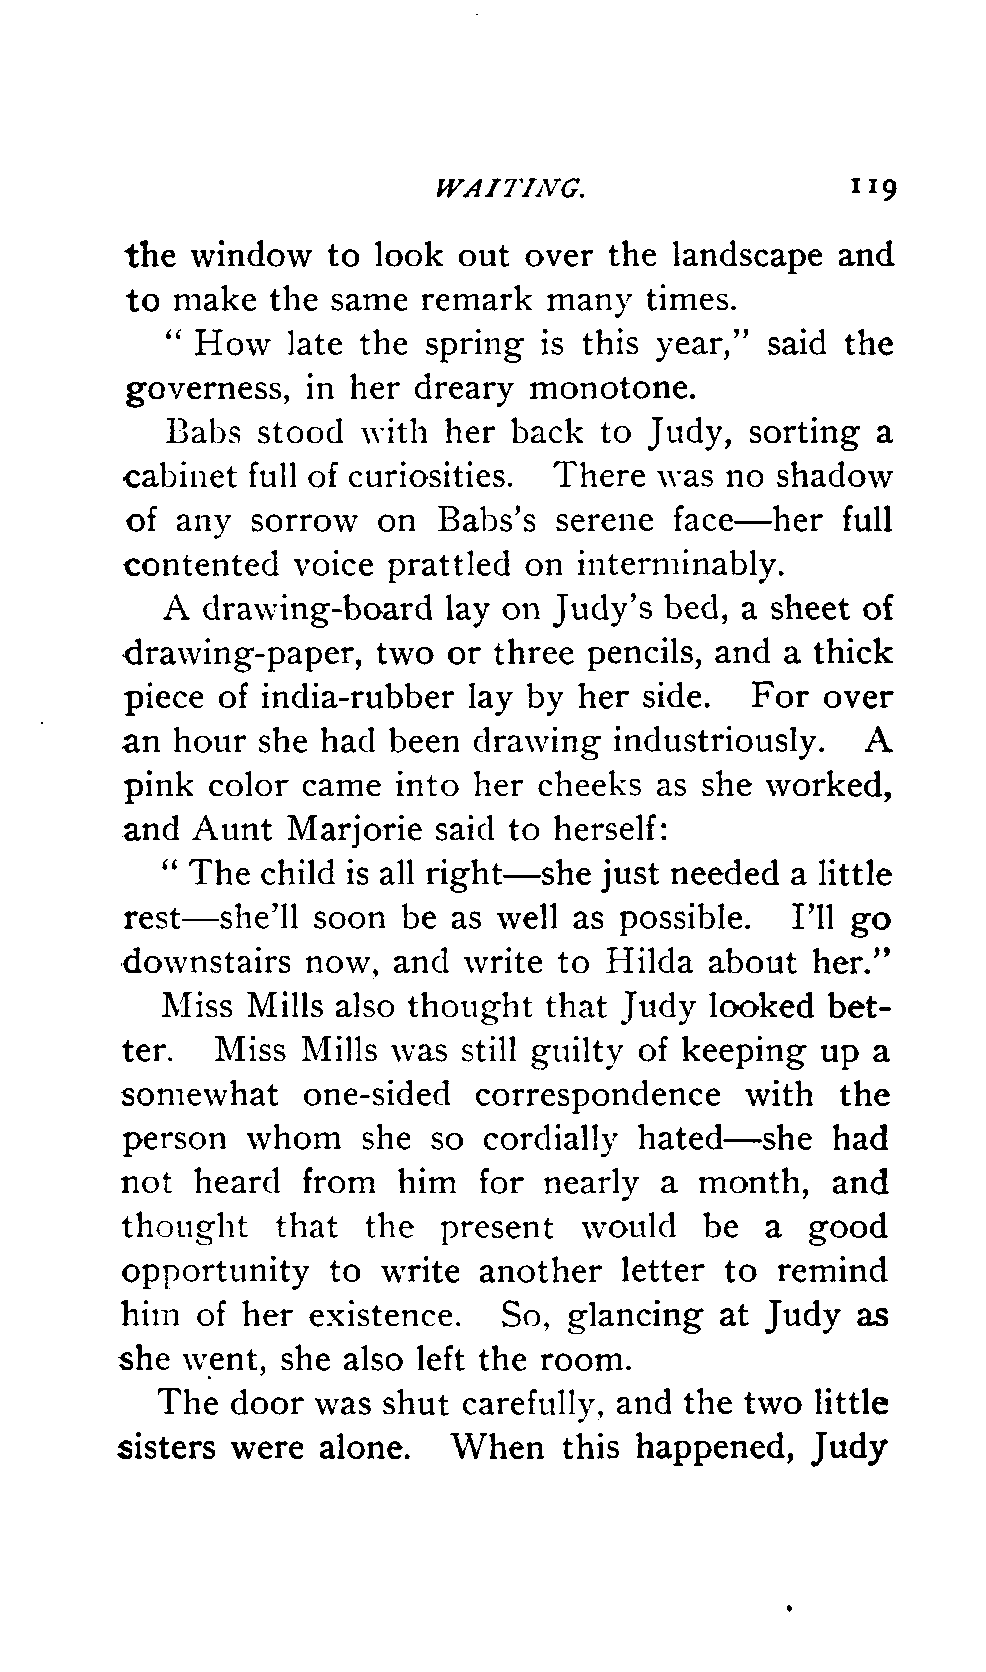 WAITING. 119
the window to look out over the landscape and
to make the same remark many times.
“ How late the spring is this year,” said the
governess, in her dreary monotone.
Babs stood with her back to Judy, sorting a
cabinet full of curiosities. There was no shadow
of any sorrow on Babs’s serene face—her full
contented voice prattled on interminably.
A drawing-board lay on Judy’s bed, a sheet of
drawing-paper, two or three pencils, and a thick
piece of india-rubber lay by her side. For over
an hour she had been drawing industriously. A
pink color came into her cheeks as she worked,
and Aunt Marjorie said to herself:
“ The child is all right—she just needed a little
rest—she’ll soon be as well as possible. I’ll go
downstairs now, and write to Hilda about her.”
Miss Mills also thought that Judy looked bet-
ter. Miss Mills was still guilty of keeping up a
somewhat one-sided correspondence with the
person whom she so cordially hated—she had
not heard from him for nearly a month, and
thought that the present would be a good
opportunity to write another letter to remind
him of her existence. So, glancing at Judy as
she went, she also left the room.
The door was shut carefully, and the two little
sisters were alone. When this happened, Judy